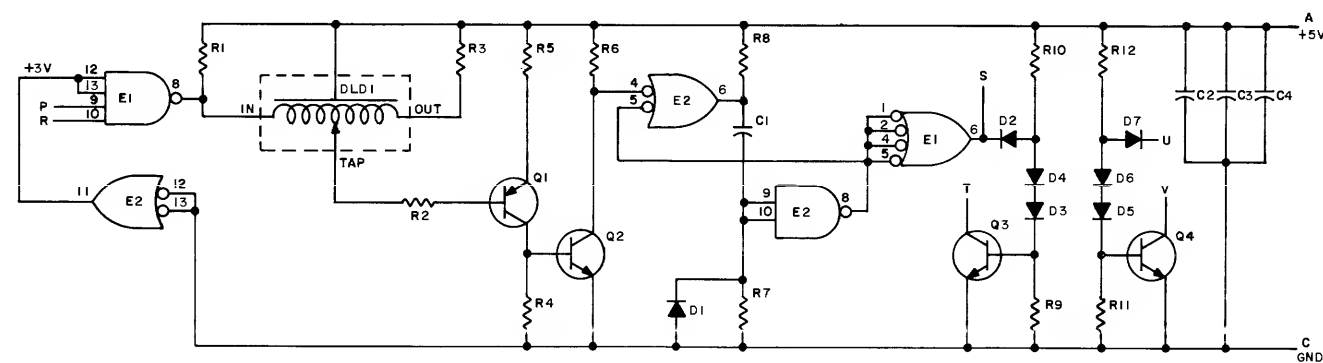 A
+5V
R1
R3
R5
R6
R8
R10
R12
+3V
12
13
P 9
R 10
E1
8
DLD1
IN
OUT
TAP
4
5
E2
6
C1
1
2
4
5
E1
6
S
D2
D7
U
C2
C3
C4
11
E2
12
13
R2
Q1
Q2
9
10
E2
8
D4
D3
D6
D5
T
Q3
V
Q4
R4
D1
R7
R9
R11
C
GND